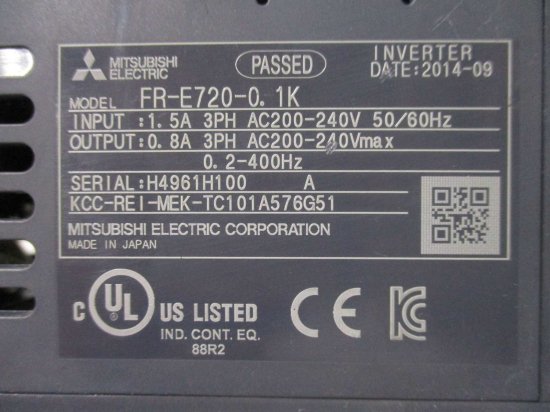 MITSUBISHI
ELECTRIC
PASSED
INVERTER
DATE:2014-09
MODEL FR-E720-0.1K
INPUT :1.5A 3PH AC200-240V 50/60Hz
OUTPUT:0.8A 3PH AC200-240Vmax
0.2-400Hz
SERIAL:H4961H100 A
KCC-REI-MEK-TC101A576G51
MITSUBISHI ELECTRIC CORPORATION
MADE IN JAPAN
C UL US LISTED
IND. CONT. EQ.
88R2
CE